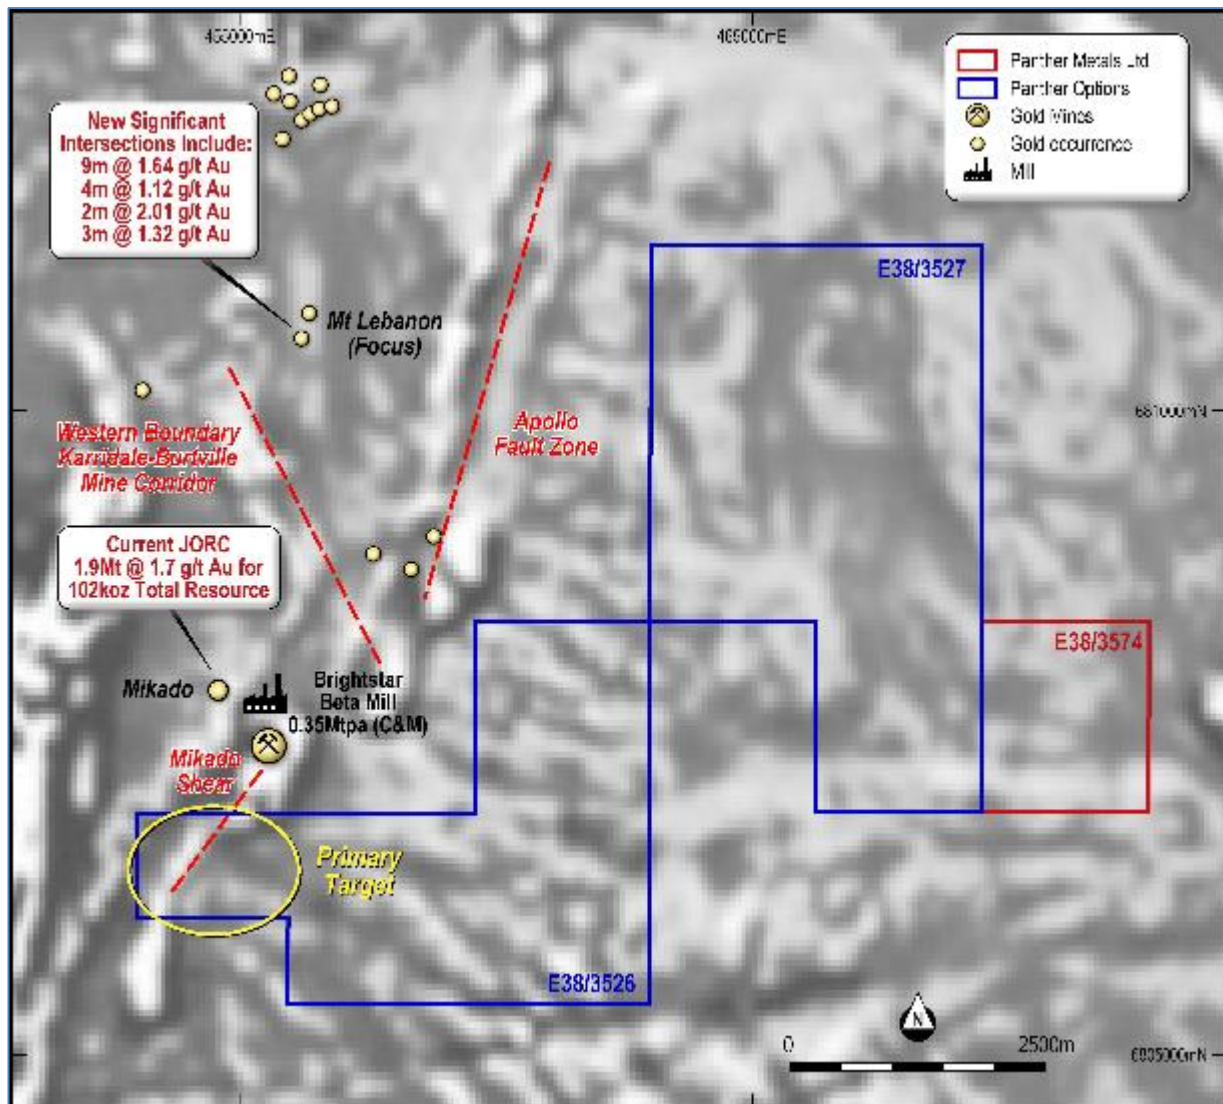 New Significant
Intersections Include:
9m @ 1.64 g/t Au
4m @ 1.12 g/t Au
2m @ 2.01 g/t Au
3m @ 1.32 g/t Au
Panther Metals Ltd
Panther Options
Gold Mines
Gold occurrence
Mill
E38/3527
Mt Lebanon
(Focus)
Apollo
Fault Zone
Western Boundary
Karridale-Burtville
Mine Corridor
Current JORC
1.9Mt @ 1.7 g/t Au for
102koz Total Resource
E38/3574
Mikado
Brightstar
Beta Mill
0.35Mtpa (C&M)
Mikado
Shear
Primary
Target
E38/3526
N
0
2500m